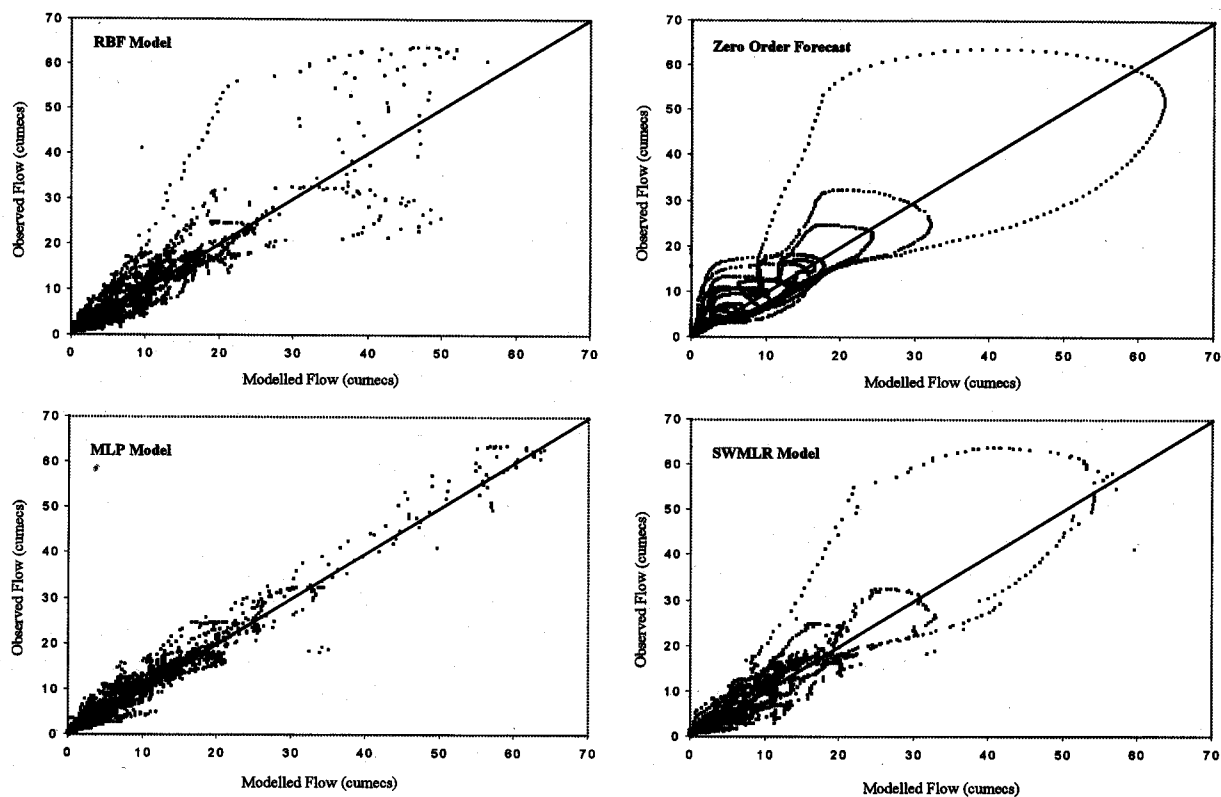 RBF Model
70
60
50
40
30
20
10
0
Observed Flow (cumecs)
0 10 20 30 40 50 60 70
Modelled Flow (cumecs)
Zero Order Forecast
70
60
50
40
30
20
10
0
Observed Flow (cumecs)
0 10 20 30 40 50 60 70
Modelled Flow (cumecs)
MLP Model
70
60
50
40
30
20
10
0
Observed Flow (cumecs)
0 10 20 30 40 50 60 70
Modelled Flow (cumecs)
SWMLR Model
70
60
50
40
30
20
10
0
Observed Flow (cumecs)
0 10 20 30 40 50 60 70
Modelled Flow (cumecs)